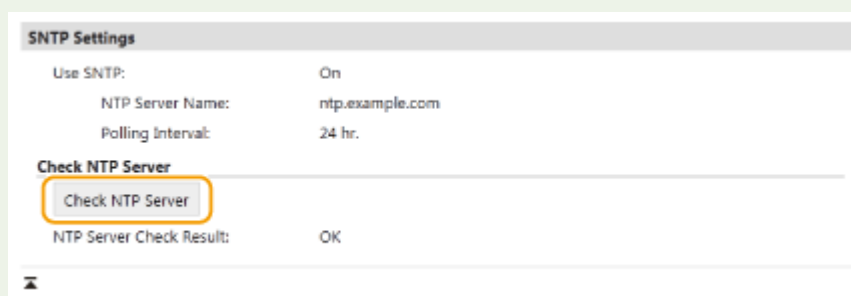 SNTP Settings
Use SNTP: On
NTP Server Name: ntp.example.com
Polling Interval: 24 hr.
Check NTP Server
Check NTP Server
NTP Server Check Result: OK